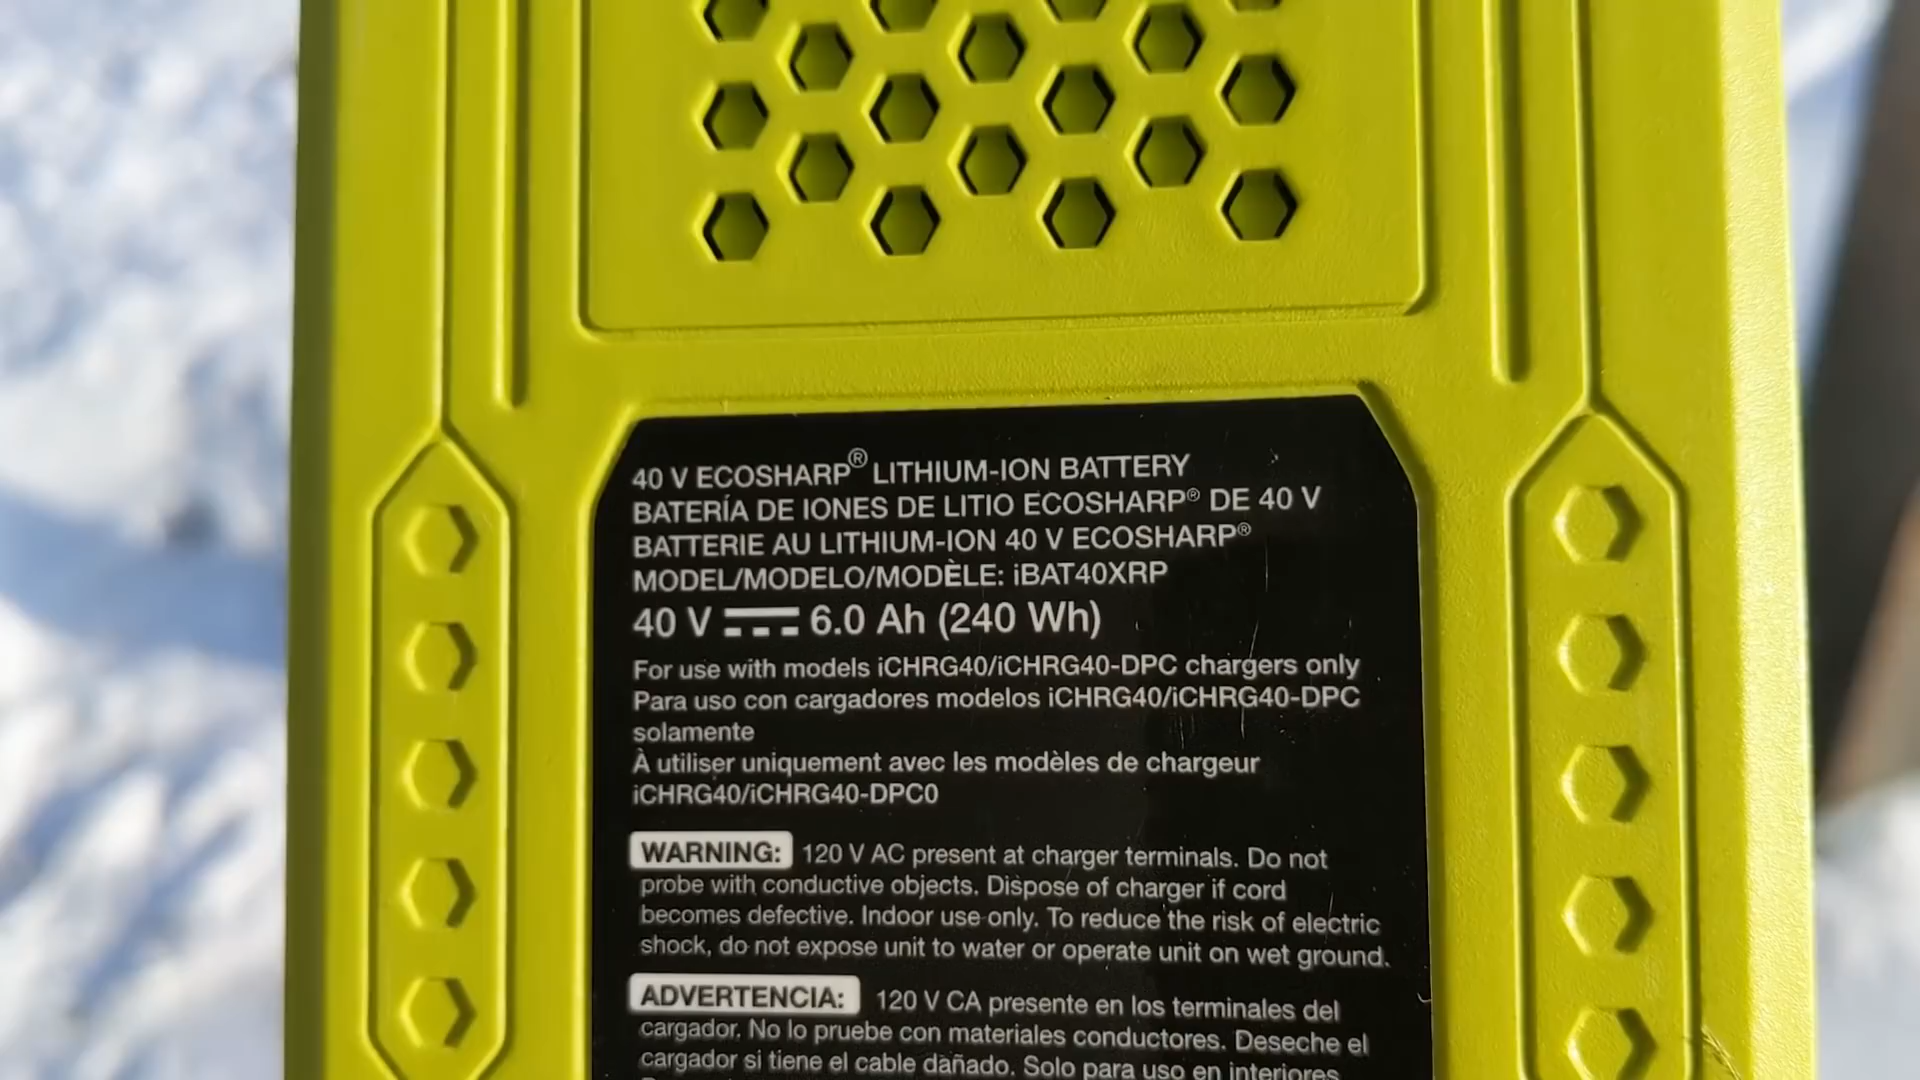 40 V ECOSHARP® LITHIUM-ION BATTERY
BATERÍA DE IONES DE LITIO ECOSHARP® DE 40 V
BATTERIE AU LITHIUM-ION 40 V ECOSHARP®
MODEL/MODELO/MODÈLE: iBAT40XRP
40 V ⎓ 6.0 Ah (240 Wh)
For use with models iCHRG40/iCHRG40-DPC chargers only
Para uso con cargadores modelos iCHRG40/iCHRG40-DPC
solamente
À utiliser uniquement avec les modèles de chargeur
iCHRG40/iCHRG40-DPC0
WARNING: 120 V AC present at charger terminals. Do not
probe with conductive objects. Dispose of charger if cord
becomes defective. Indoor use only. To reduce the risk of electric
shock, do not expose unit to water or operate unit on wet ground.
ADVERTENCIA: 120 V CA presente en los terminales del
cargador. No lo pruebe con materiales conductores. Deseche el
cargador si tiene el cable dañado. Solo para uso en interiores